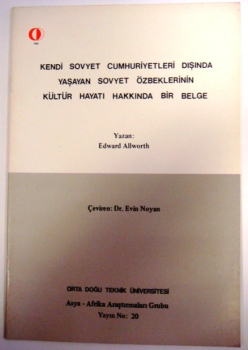 KENDİ SOVYET CUMHURİYETLERİ DIŞINDA
YAŞAYAN SOVYET ÖZBEKLERİNİN
KÜLTÜR HAYATI HAKKINDA BİR BELGE
Yazan:
Edward Allworth
Çeviren: Dr. Evin Noyan
ORTA DOĞU TEKNİK ÜNİVERSİTESİ
Asya - Afrika Araştırmaları Grubu
Yayın No: 20